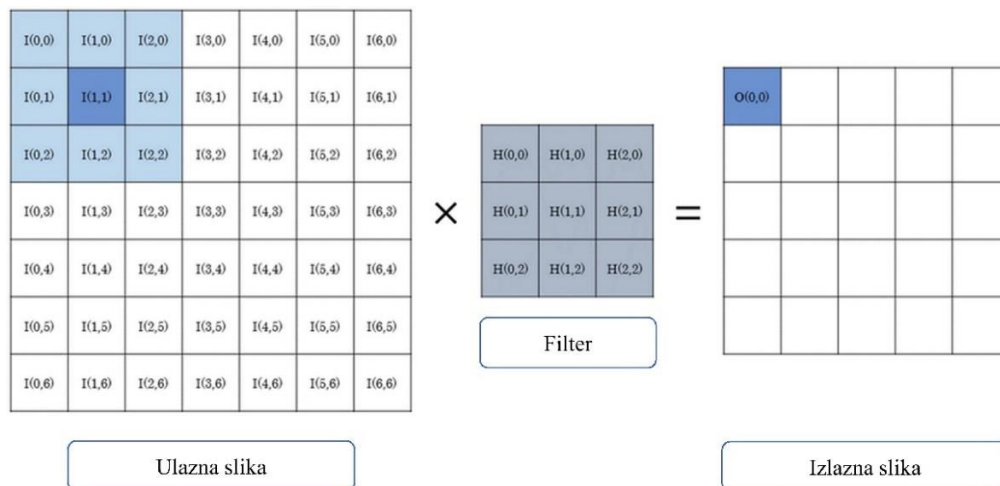 I(0,0) I(1,0) I(2,0) I(3,0) I(4,0) I(5,0) I(6,0)
I(0,1) I(1,1) I(2,1) I(3,1) I(4,1) I(5,1) I(6,1)
I(0,2) I(1,2) I(2,2) I(3,2) I(4,2) I(5,2) I(6,2)
I(0,3) I(1,3) I(2,3) I(3,3) I(4,3) I(5,3) I(6,3)
I(0,4) I(1,4) I(2,4) I(3,4) I(4,4) I(5,4) I(6,4)
I(0,5) I(1,5) I(2,5) I(3,5) I(4,5) I(5,5) I(6,5)
I(0,6) I(1,6) I(2,6) I(3,6) I(4,6) I(5,6) I(6,6)
Ulazna slika
×
H(0,0) H(1,0) H(2,0)
H(0,1) H(1,1) H(2,1)
H(0,2) H(1,2) H(2,2)
Filter
=
O(0,0)
Izlazna slika